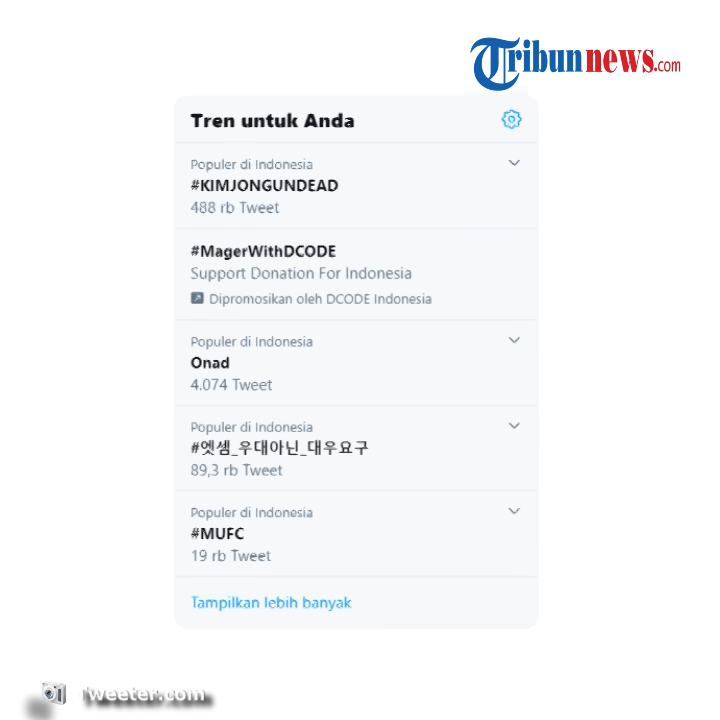 Tribunnews.com
Tren untuk Anda
Populer di Indonesia
#KIMJONGUNDEAD
488 rb Tweet
#MagerWithDCODE
Support Donation For Indonesia
Dipromosikan oleh DCODE Indonesia
Populer di Indonesia
Onad
4.074 Tweet
Populer di Indonesia
#엣셈_우대아닌_대우요구
89,3 rb Tweet
Populer di Indonesia
#MUFC
19 rb Tweet
Tampilkan lebih banyak
Tweeter.com